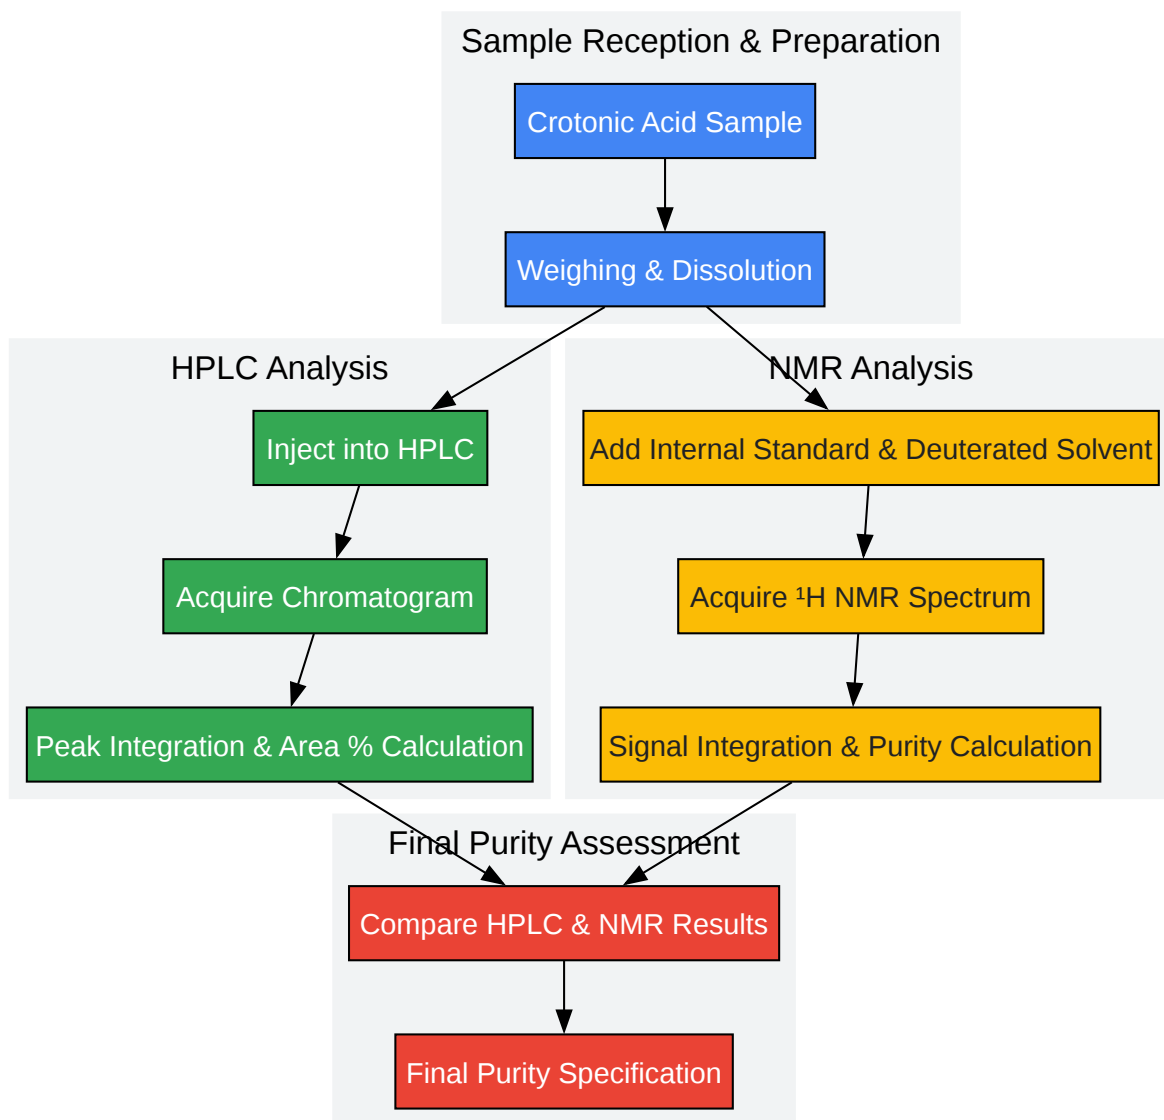 Sample Reception & Preparation
Crotonic Acid Sample
Weighing & Dissolution
HPLC Analysis
Inject into HPLC
Acquire Chromatogram
Peak Integration & Area % Calculation
NMR Analysis
Add Internal Standard & Deuterated Solvent
Acquire ¹H NMR Spectrum
Signal Integration & Purity Calculation
Final Purity Assessment
Compare HPLC & NMR Results
Final Purity Specification